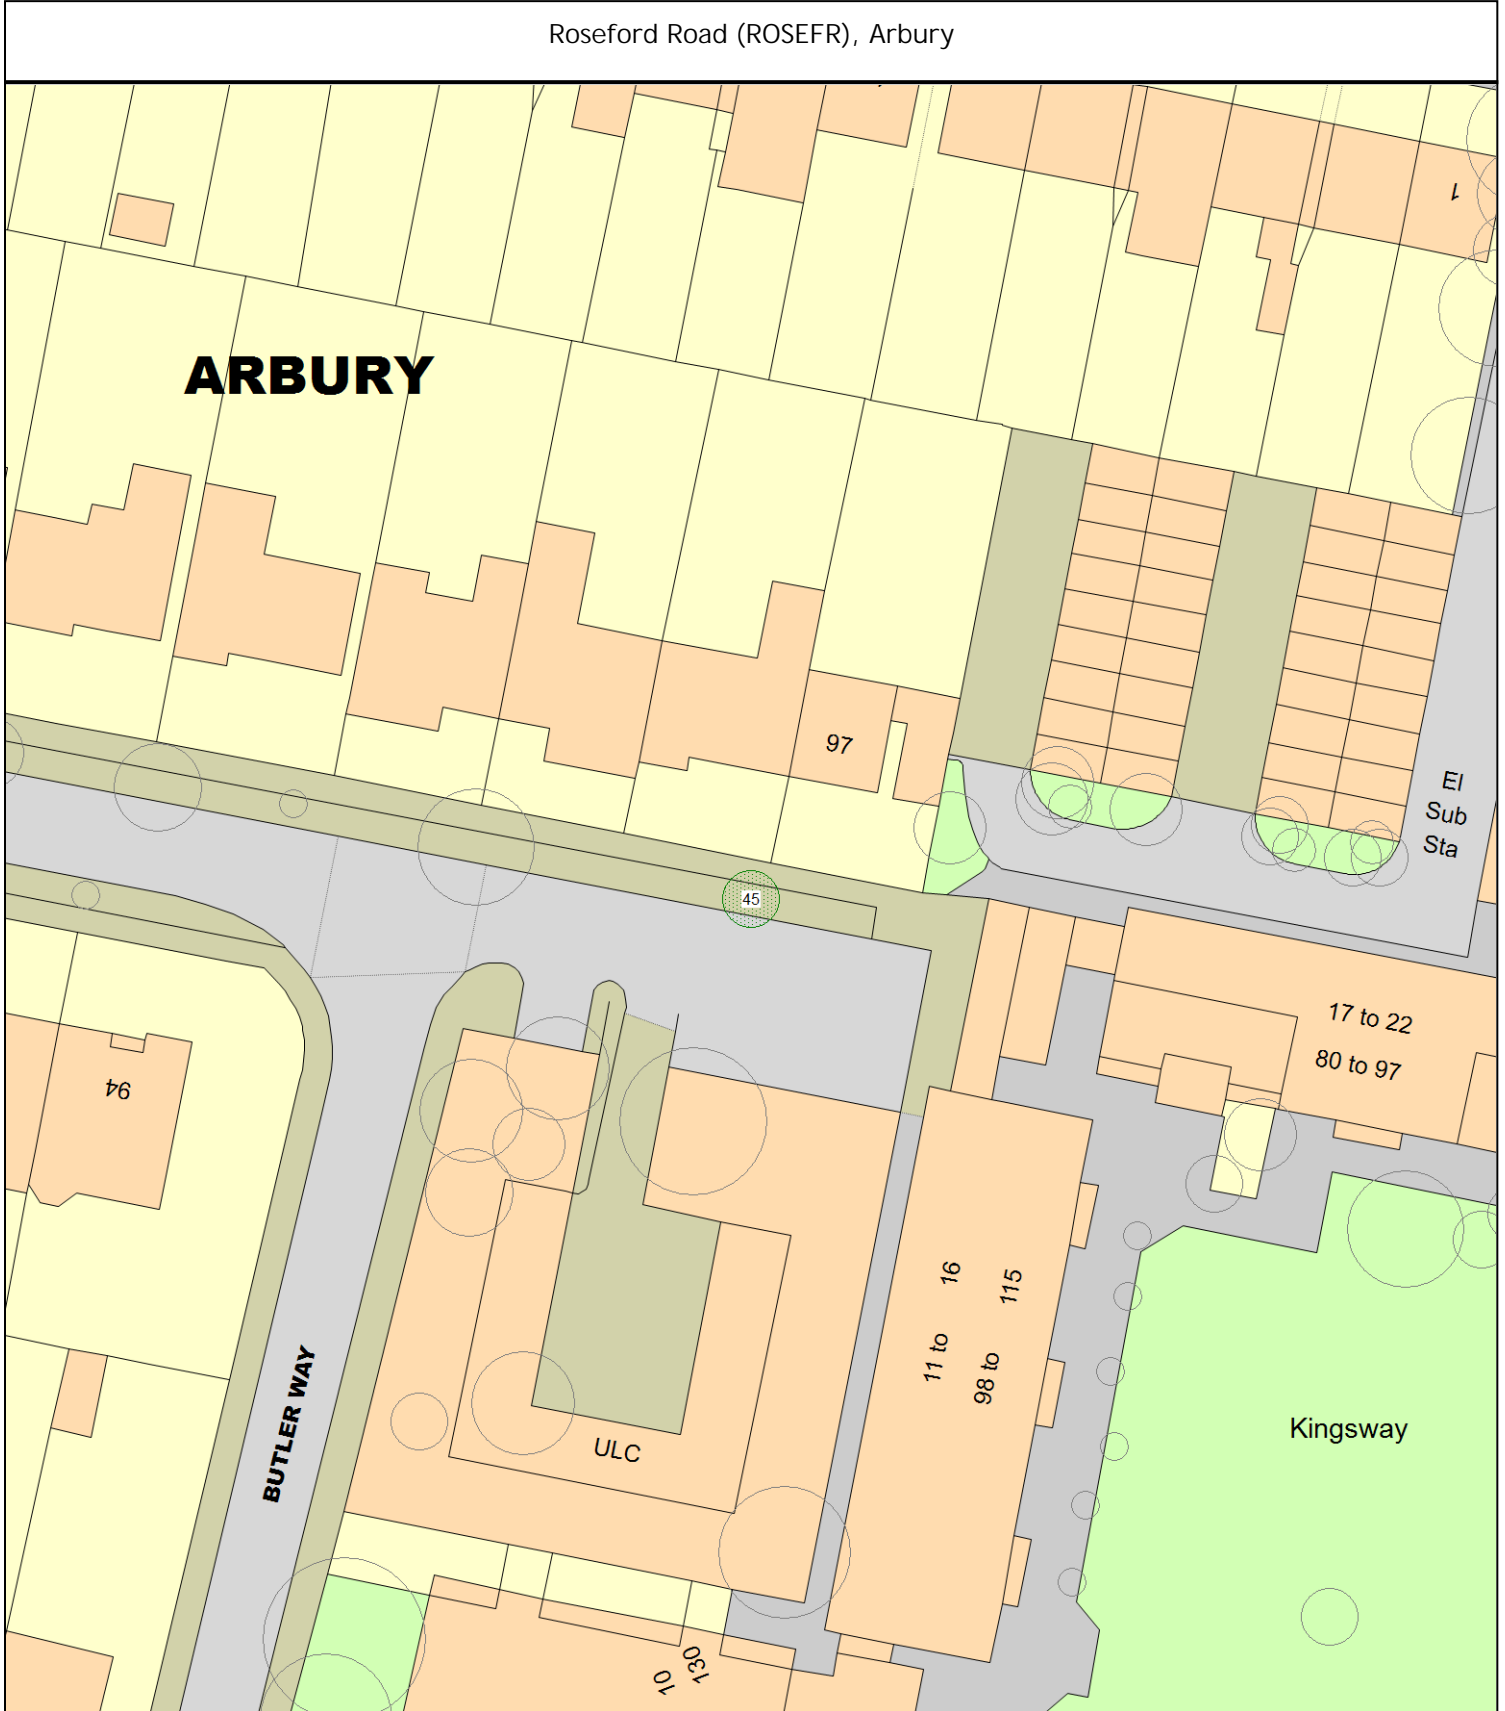 Roseford Road (ROSEFR), Arbury
1
ARBURY
97
El
Sub
Sta
45
17 to 22
80 to 97
94
11 to 16
98 to 115
BUTLER WAY
Kingsway
ULC
10
130